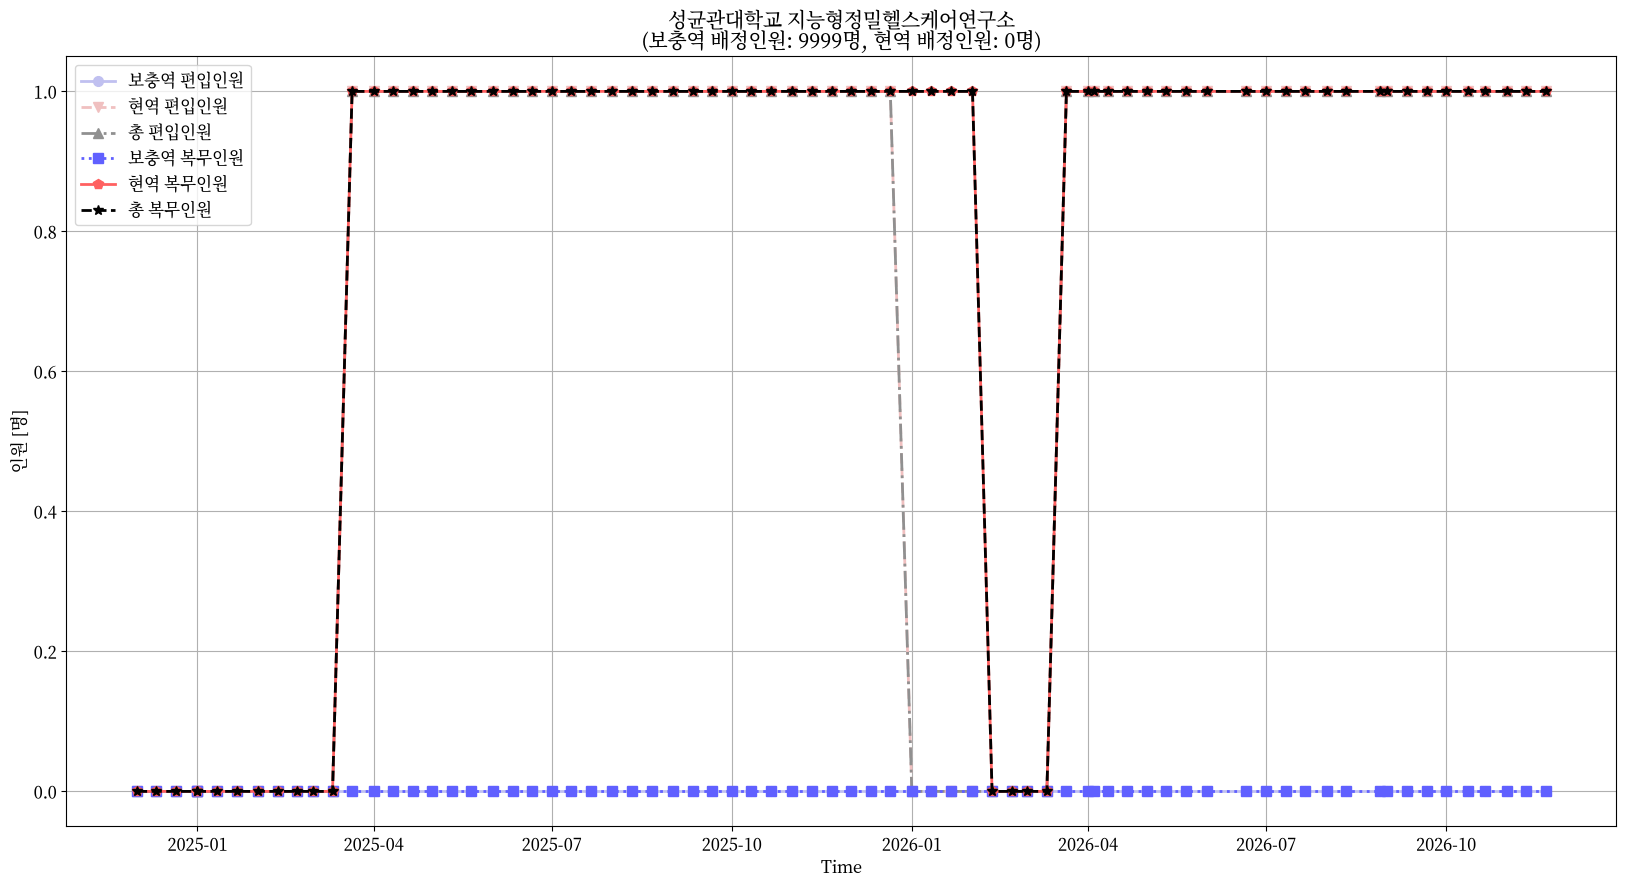 성균관대학교 지능형정밀헬스케어연구소
(보충역 배정인원: 9999명, 현역 배정인원: 0명)
보충역 편입인원
현역 편입인원
총 편입인원
보충역 복무인원
현역 복무인원
총 복무인원
1.0
0.8
0.6
0.4
0.2
0.0
인원 [명]
2025-01
2025-04
2025-07
2025-10
2026-01
2026-04
2026-07
2026-10
Time